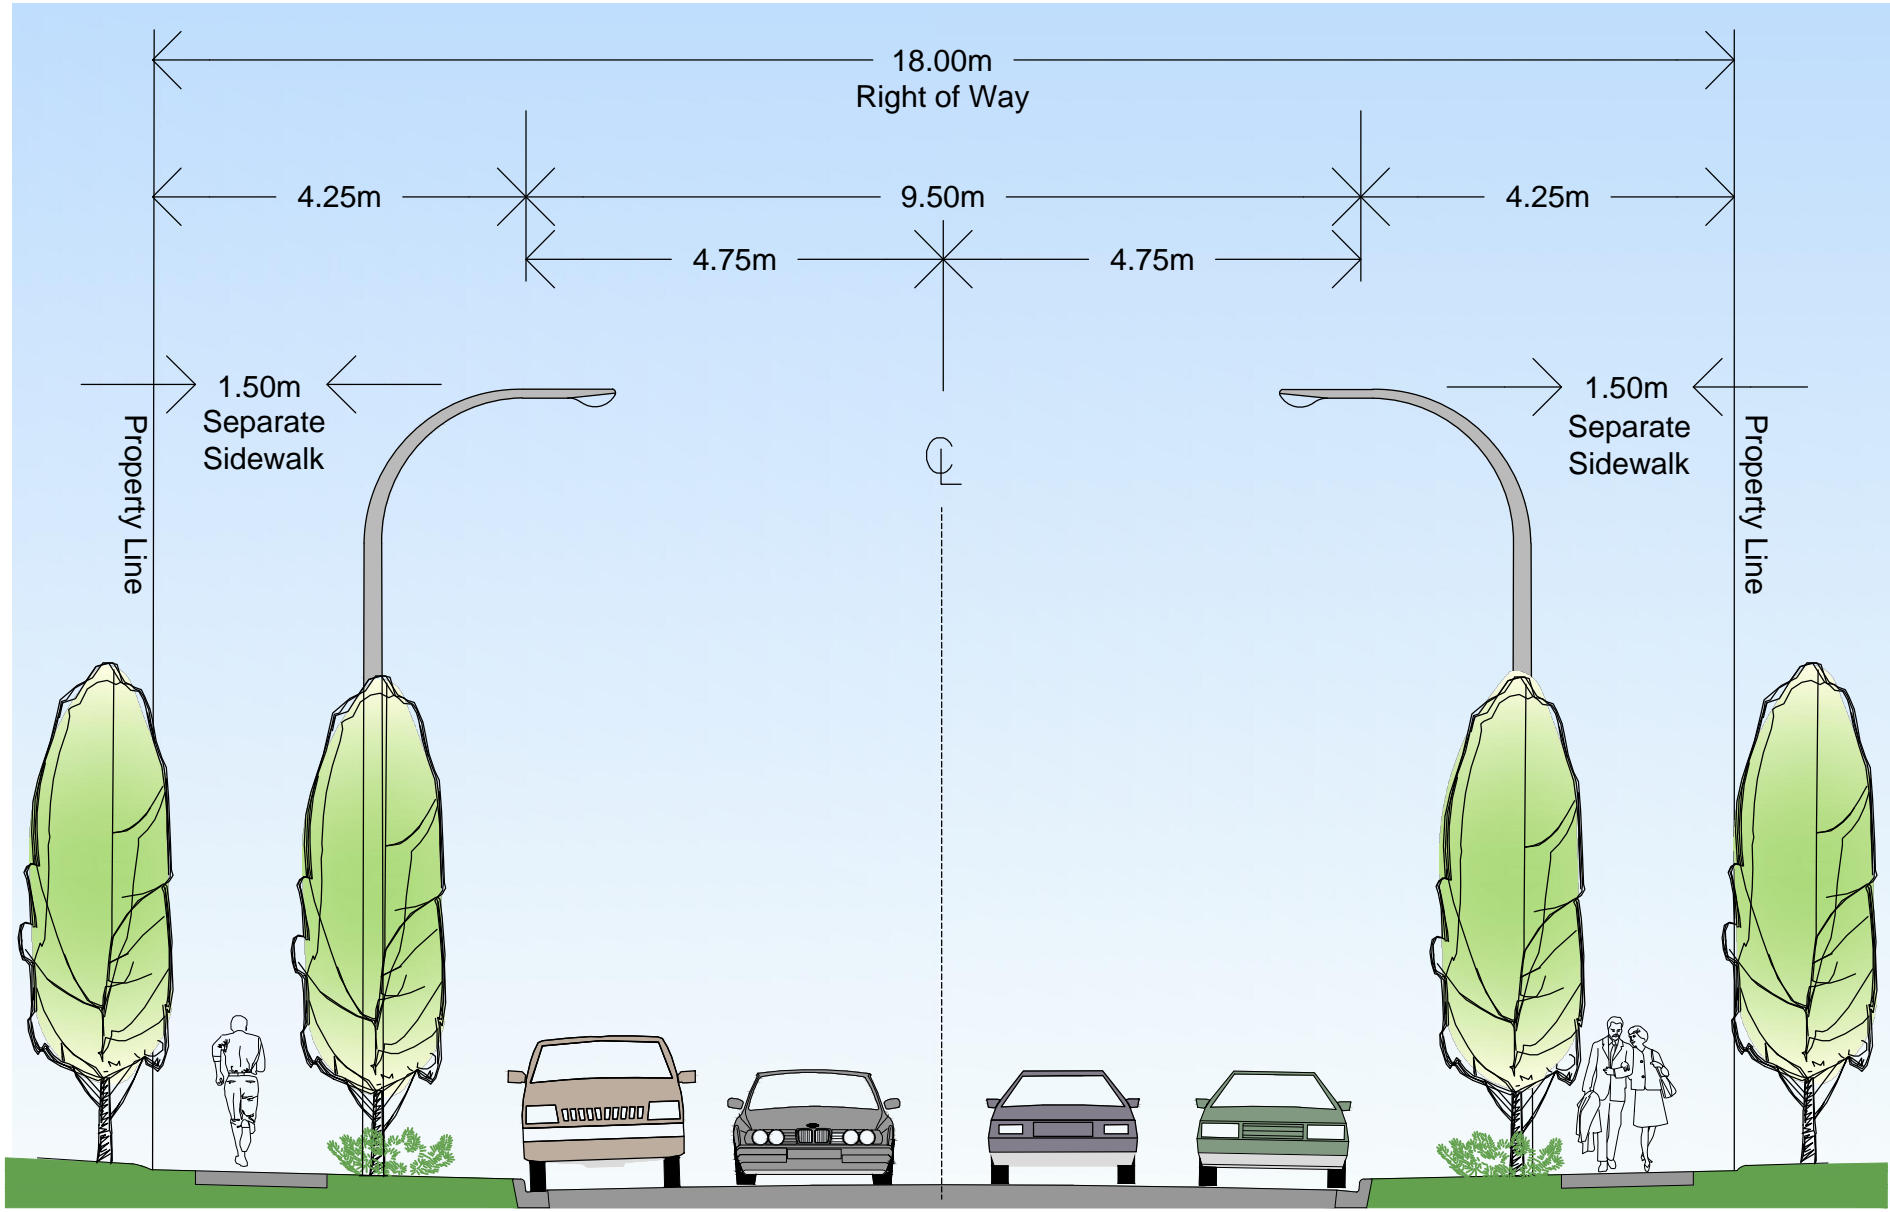 18.00m
Right of Way
4.25m
9.50m
4.25m
4.75m
4.75m
1.50m
Separate
Sidewalk
1.50m
Separate
Sidewalk
Property Line
CL
Property Line